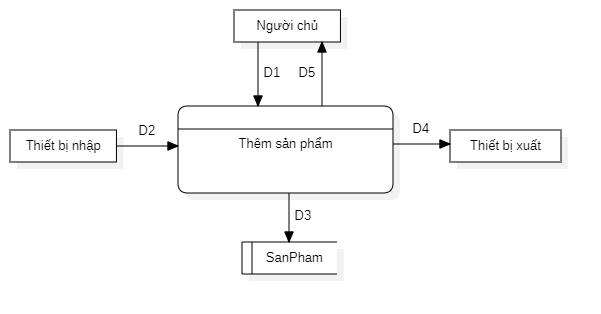 Người chủ
D1
D5
Thiết bị nhập
D2
Thêm sản phẩm
D4
Thiết bị xuất
D3
SanPham